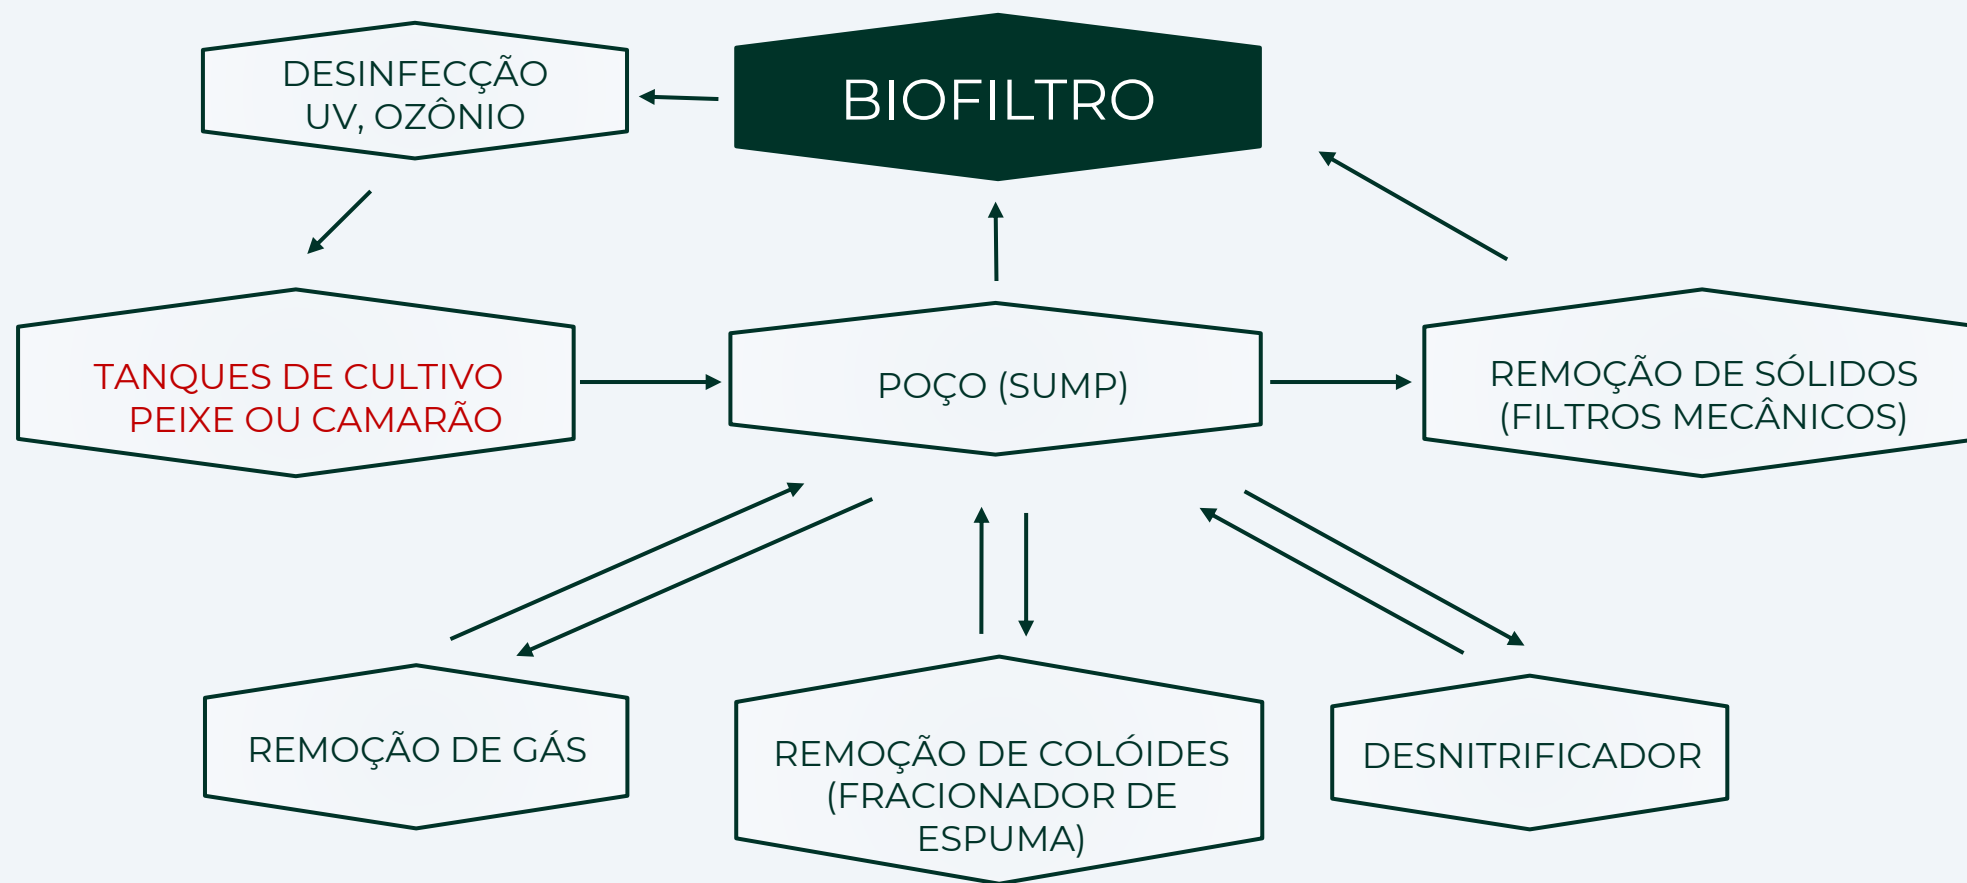 DESINFECÇÃO
UV, OZÔNIO
BIOFILTRO
TANQUES DE CULTIVO
PEIXE OU CAMARÃO
POÇO (SUMP)
REMOÇÃO DE SÓLIDOS
(FILTROS MECÂNICOS)
REMOÇÃO DE GÁS
REMOÇÃO DE COLÓIDES
(FRACIONADOR DE
ESPUMA)
DESNITRIFICADOR